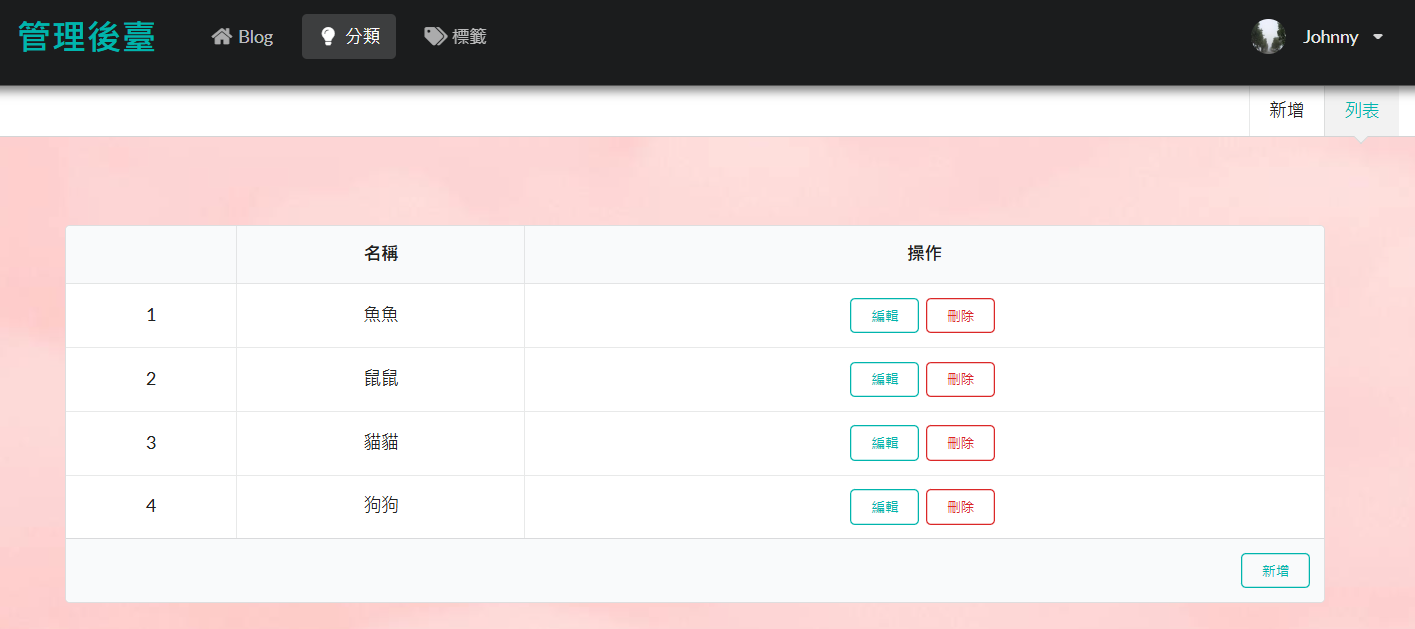 管理後臺 Blog 分類 標籤 Johnny
新增 列表
名稱 操作
1 魚魚 編輯 刪除
2 鼠鼠 編輯 刪除
3 貓貓 編輯 刪除
4 狗狗 編輯 刪除
新增